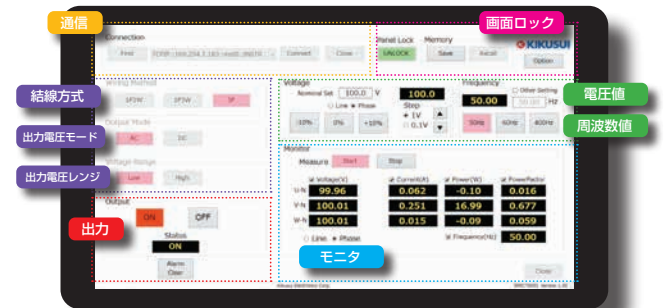 通信
画面ロック
Connection
Panel Lock
Memory
KIKUSUI
Find
Connect
Close
UNLOCK
Save
Recall
Option
結線方式
Wiring Method
1P2W
1P3W
3P
Voltage
Nominal Set 100.0 V
Line Phase
100.0
Step
1V
0.1V
-10%
0%
+10%
Frequency
50.00
Other Setting
50.00 Hz
50Hz
60Hz
400Hz
電圧値
周波数値
出力電圧モード
Output Mode
AC
DC
出力電圧レンジ
Voltage Range
Low
High
Monitor
Measure Start Stop
Voltage(V) Current(A) Power(W) PowerFactor
U-N 99.96 0.062 -0.10 0.016
V-N 100.01 0.251 16.99 0.677
W-N 100.01 0.015 -0.09 0.059
Line Phase
Frequency(Hz) 50.00
出力
Output
ON
OFF
Status
ON
Alarm
Clear
モニタ
Close
Kikusui Electronics Corp.